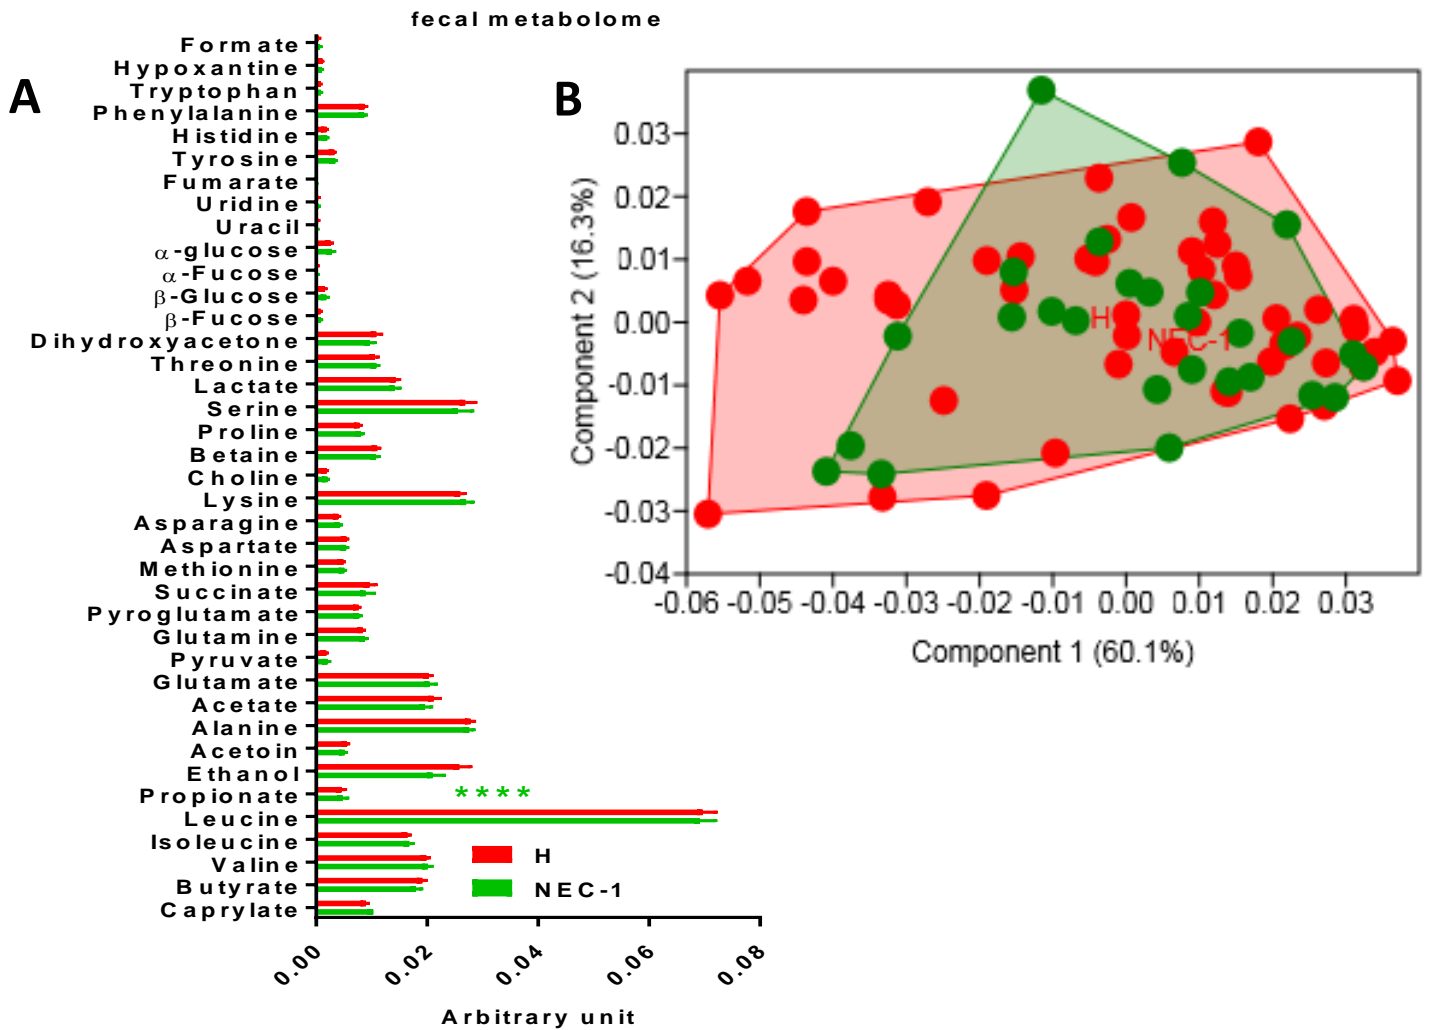 fecal metabolome
A
Formate
Hypoxantine
Tryptophan
Phenylalanine
Histidine
Tyrosine
Fumarate
Uridine
Uracil
α-glucose
α-Fucose
β-Glucose
β-Fucose
Dihydroxyacetone
Threonine
Lactate
Serine
Proline
Betaine
Choline
Lysine
Asparagine
Aspartate
Methionine
Succinate
Pyroglutamate
Glutamine
Pyruvate
Glutamate
Acetate
Alanine
Acetoin
Ethanol
Propionate
Leucine
Isoleucine
Valine
Butyrate
Caprylate
****
H
NEC-1
0.00 0.02 0.04 0.06 0.08
Arbitrary unit
B
Component 2 (16.3%)
0.03
0.02
0.01
0.00
-0.01
-0.02
-0.03
-0.04
H
NEC-1
-0.06 -0.05 -0.04 -0.03 -0.02 -0.01 0.00 0.01 0.02 0.03
Component 1 (60.1%)